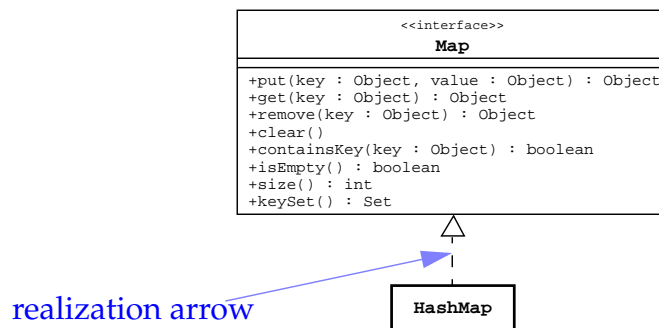 <<interface>>
Map
+put(key : Object, value : Object) : Object
+get(key : Object) : Object
+remove(key : Object) : Object
+clear()
+containsKey(key : Object) : boolean
+isEmpty() : boolean
+size() : int
+keySet() : Set
realization arrow
HashMap